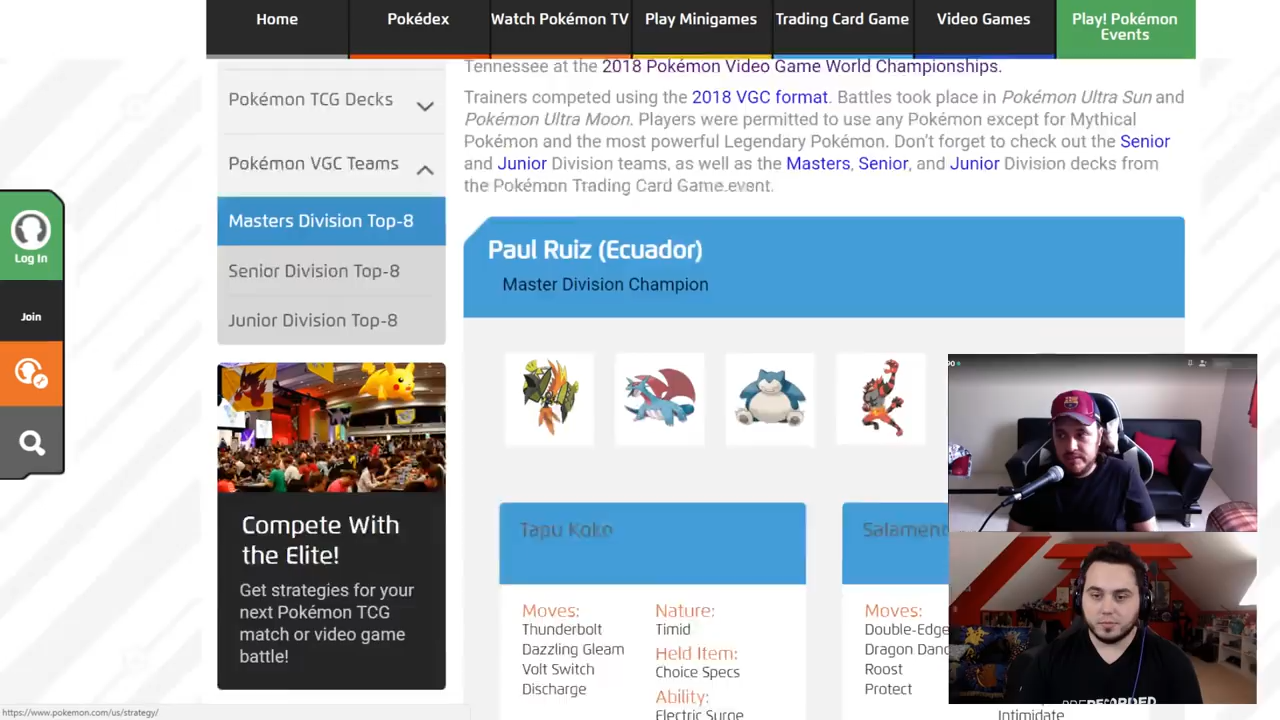 Home
Pokédex
Watch Pokémon TV
Play Minigames
Trading Card Game
Video Games
Play! Pokémon
Events
Log In
Join
Pokémon TCG Decks
Pokémon VGC Teams
Masters Division Top-8
Senior Division Top-8
Junior Division Top-8
Compete With
the Elite!
Get strategies for your
next Pokémon TCG
match or video game
battle!
Tennessee at the 2018 Pokémon Video Game World Championships.
Trainers competed using the 2018 VGC format. Battles took place in Pokémon Ultra Sun and
Pokémon Ultra Moon. Players were permitted to use any Pokémon except for Mythical
Pokémon and the most powerful Legendary Pokémon. Don't forget to check out the Senior
and Junior Division teams, as well as the Masters, Senior, and Junior Division decks from
the Pokémon Trading Card Game event.
Paul Ruiz (Ecuador)
Master Division Champion
Tapu Koko
Moves:
Thunderbolt
Dazzling Gleam
Volt Switch
Discharge
Nature:
Timid
Held Item:
Choice Specs
Ability:
Electric Surge
Salamenc
Moves:
Double-Edge
Dragon Danc
Roost
Protect
Intimidate
https://www.pokemon.com/us/strategy/